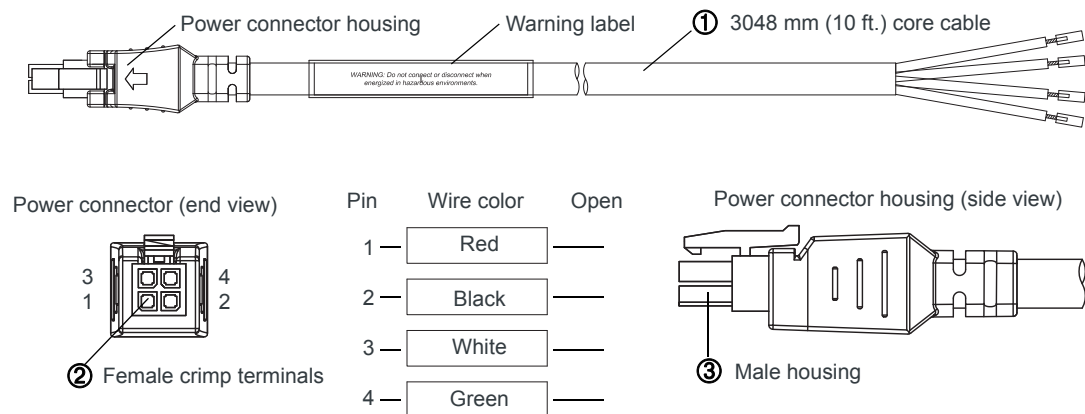 Power connector housing
Warning label
① 3048 mm (10 ft.) core cable
WARNING: Do not connect or disconnect when
energized in hazardous environments.
Power connector (end view)
3 4
1 2
② Female crimp terminals
Pin Wire color Open
1 Red
2 Black
3 White
4 Green
Power connector housing (side view)
③ Male housing